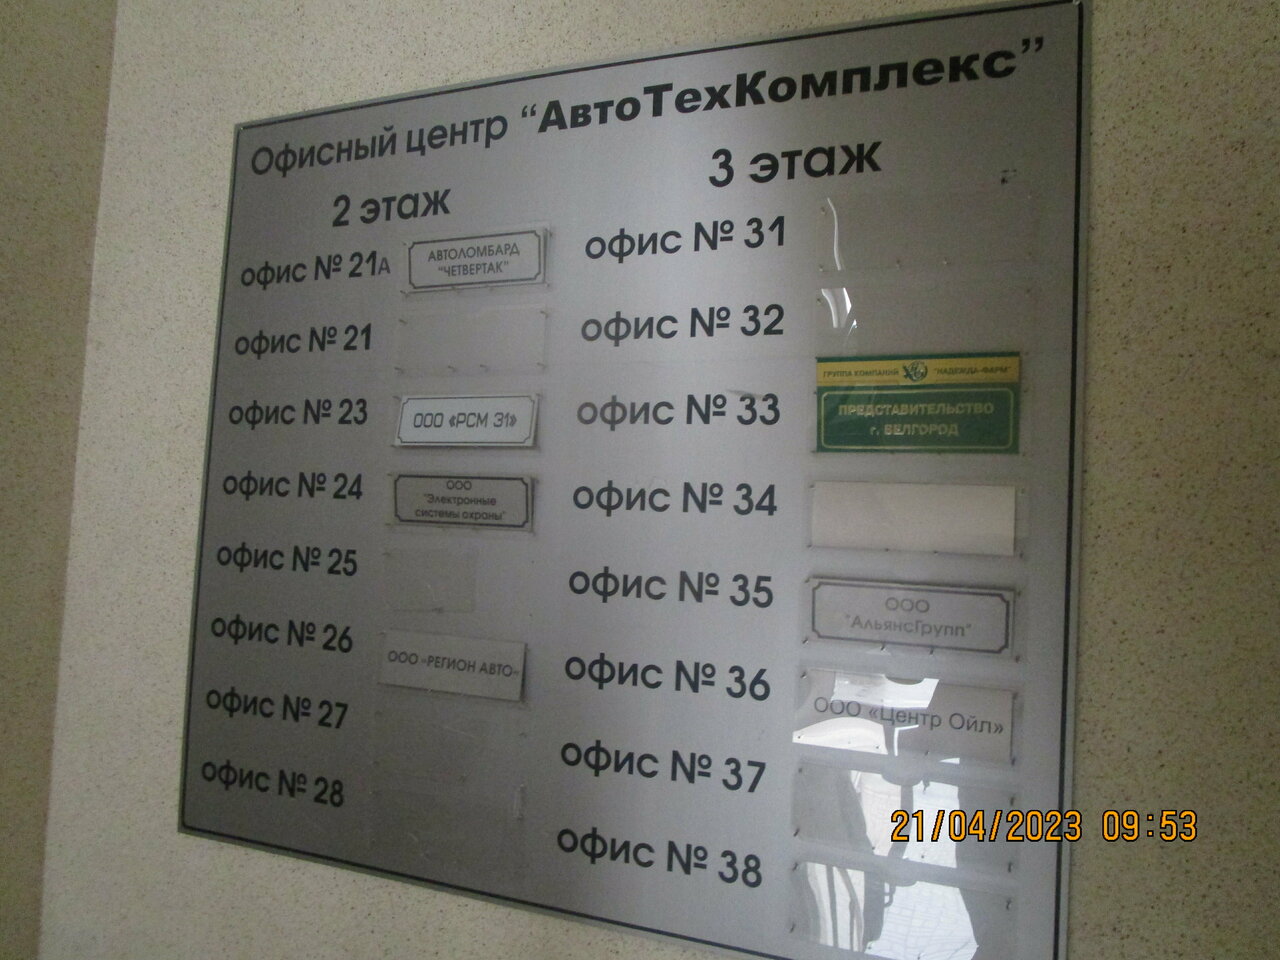 Офисный центр "АвтоТехКомплекс"
2 этаж
офис № 21А
АВТОЛОМБАРД
"ЧЕТВЕРТАК"
офис № 21
офис № 23
ООО «РСМ 31»
офис № 24
ООО
"Электронные
системы охраны"
офис № 25
офис № 26
ООО «РЕГИОН АВТО»
офис № 27
офис № 28
3 этаж
офис № 31
офис № 32
офис № 33
ГРУППА КОМПАНИЙ "НАДЕЖДА-ФАРМ"
ПРЕДСТАВИТЕЛЬСТВО
г. БЕЛГОРОД
офис № 34
офис № 35
ООО
"АльянсГрупп"
офис № 36
ООО «Центр Ойл»
офис № 37
офис № 38
21/04/2023 09:53